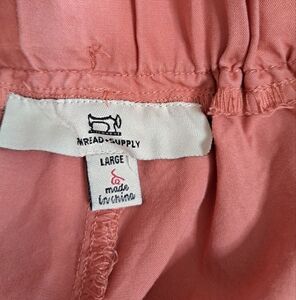 THREAD+SUPPLY
LARGE
made
in china